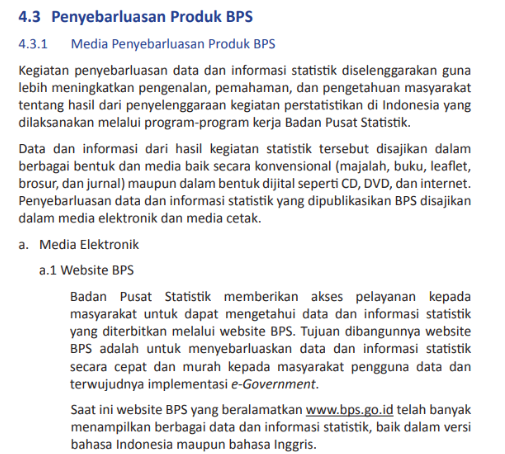 4.3 Penyebarluasan Produk BPS
4.3.1 Media Penyebarluasan Produk BPS
Kegiatan penyebarluasan data dan informasi statistik diselenggarakan guna
lebih meningkatkan pengenalan, pemahaman, dan pengetahuan masyarakat
tentang hasil dari penyelenggaraan kegiatan perstatistikan di Indonesia yang
dilaksanakan melalui program-program kerja Badan Pusat Statistik.
Data dan informasi dari hasil kegiatan statistik tersebut disajikan dalam
berbagai bentuk dan media baik secara konvensional (majalah, buku, leaflet,
brosur, dan jurnal) maupun dalam bentuk dijital seperti CD, DVD, dan internet.
Penyebarluasan data dan informasi statistik yang dipublikasikan BPS disajikan
dalam media elektronik dan media cetak.
a. Media Elektronik
a.1 Website BPS
Badan Pusat Statistik memberikan akses pelayanan kepada
masyarakat untuk dapat mengetahui data dan informasi statistik
yang diterbitkan melalui website BPS. Tujuan dibangunnya website
BPS adalah untuk menyebarluaskan data dan informasi statistik
secara cepat dan murah kepada masyarakat pengguna data dan
terwujudnya implementasi e-Government.
Saat ini website BPS yang beralamatkan www.bps.go.id telah banyak
menampilkan berbagai data dan informasi statistik, baik dalam versi
bahasa Indonesia maupun bahasa Inggris.